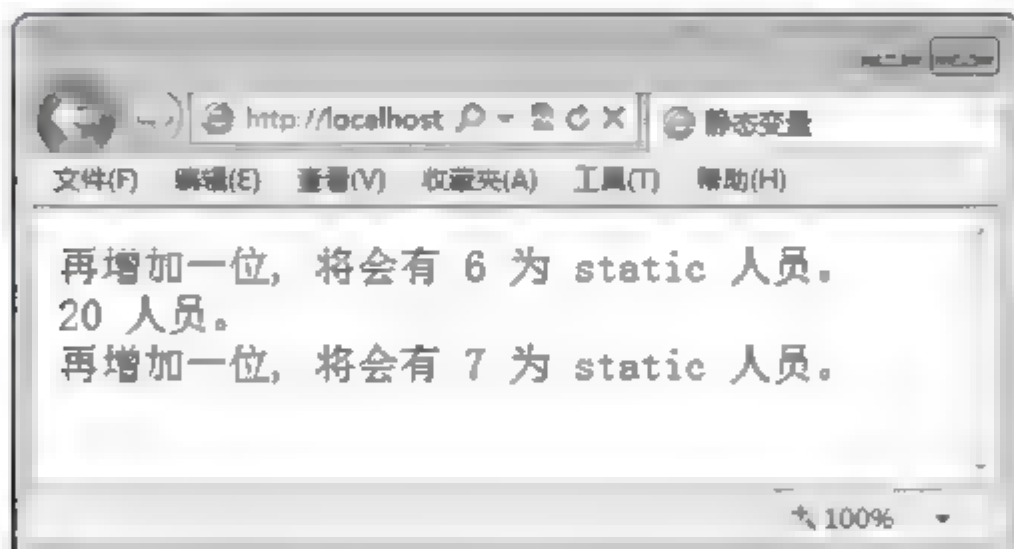 http://localhost
静态变量
文件(F) 编辑(E) 查看(V) 收藏夹(A) 工具(T) 帮助(H)
再增加一位, 将会有 6 为 static 人员。
20 人员。
再增加一位, 将会有 7 为 static 人员。
100%